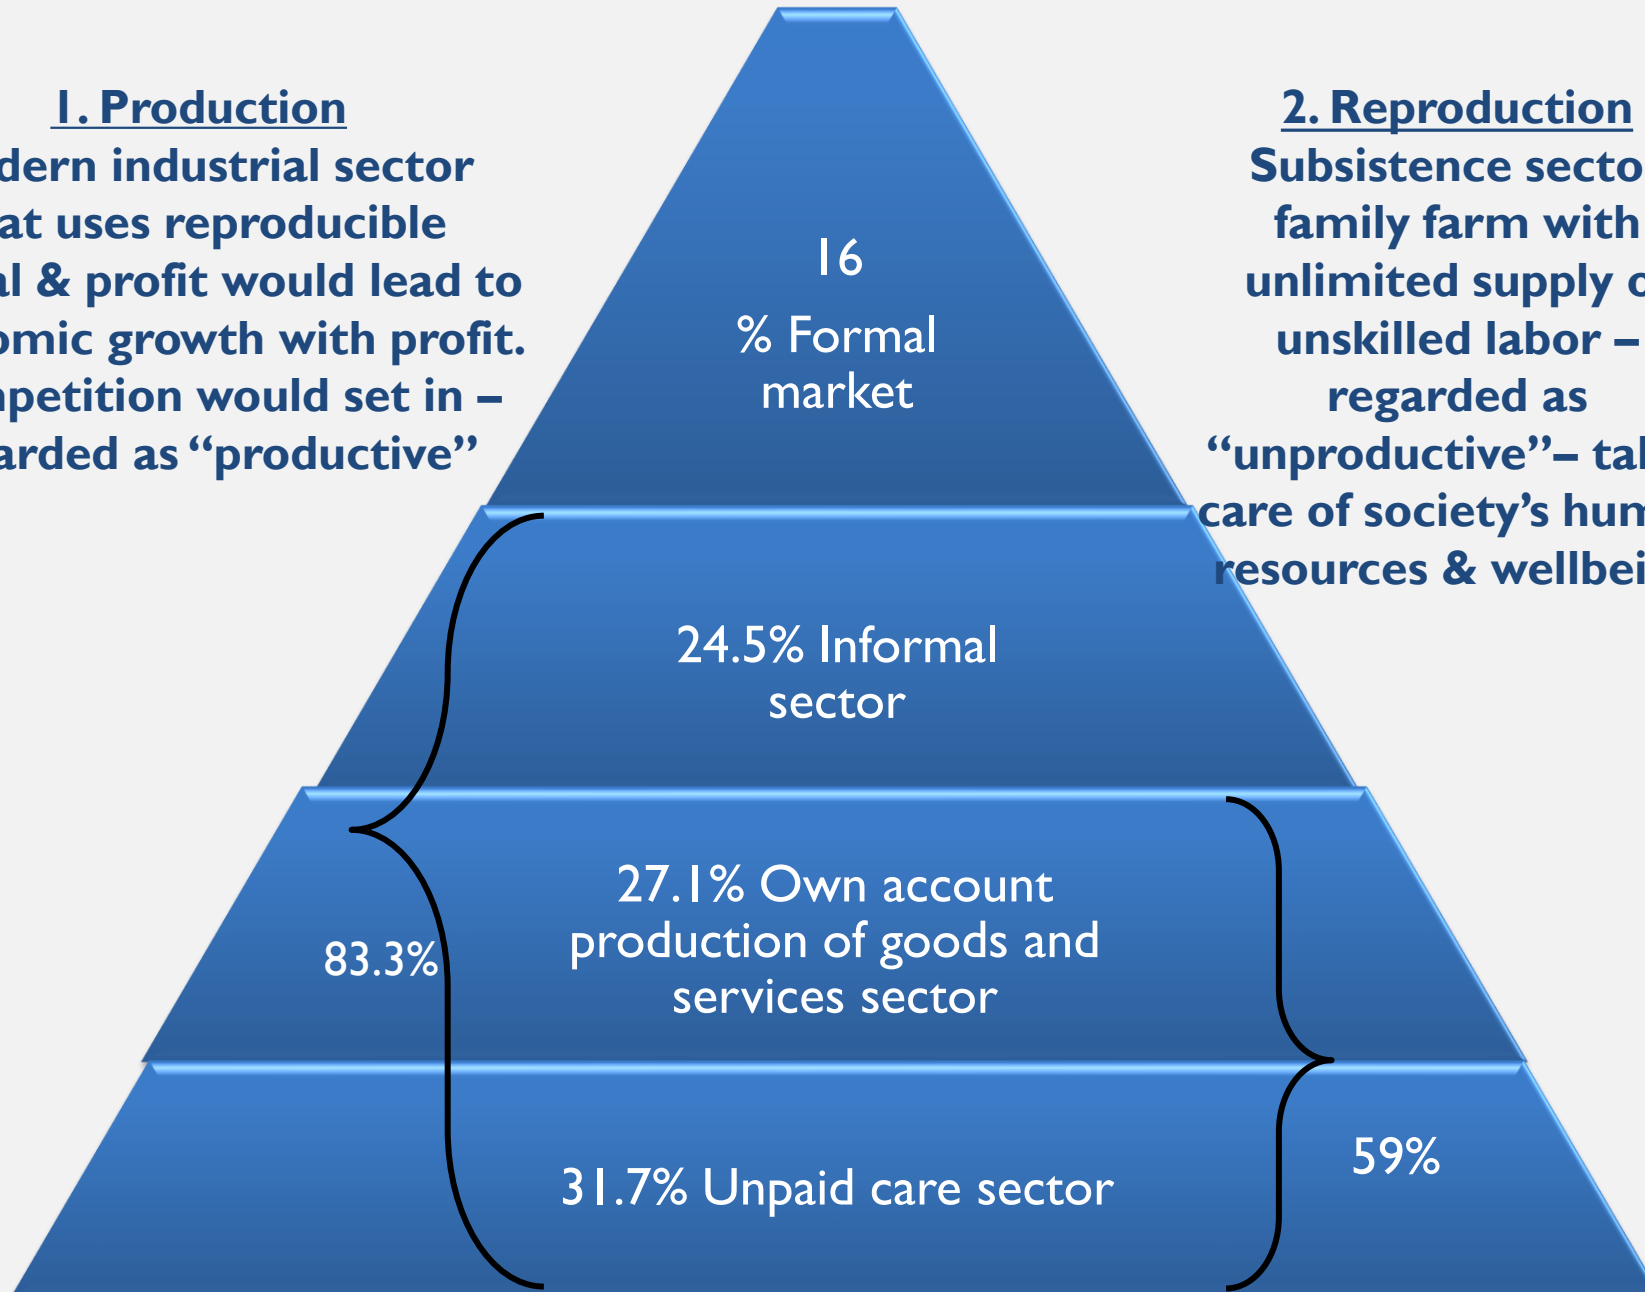 1. Production
dern industrial sector
at uses reproducible
al & profit would lead to
omic growth with profit.
mpetition would set in –
arded as “productive”
2. Reproduction
Subsistence secto
family farm with
unlimited supply o
unskilled labor –
regarded as
“unproductive”– tak
care of society’s hum
resources & wellbei
16
% Formal
market
24.5% Informal
sector
27.1% Own account
production of goods and
services sector
83.3%
31.7% Unpaid care sector
59%